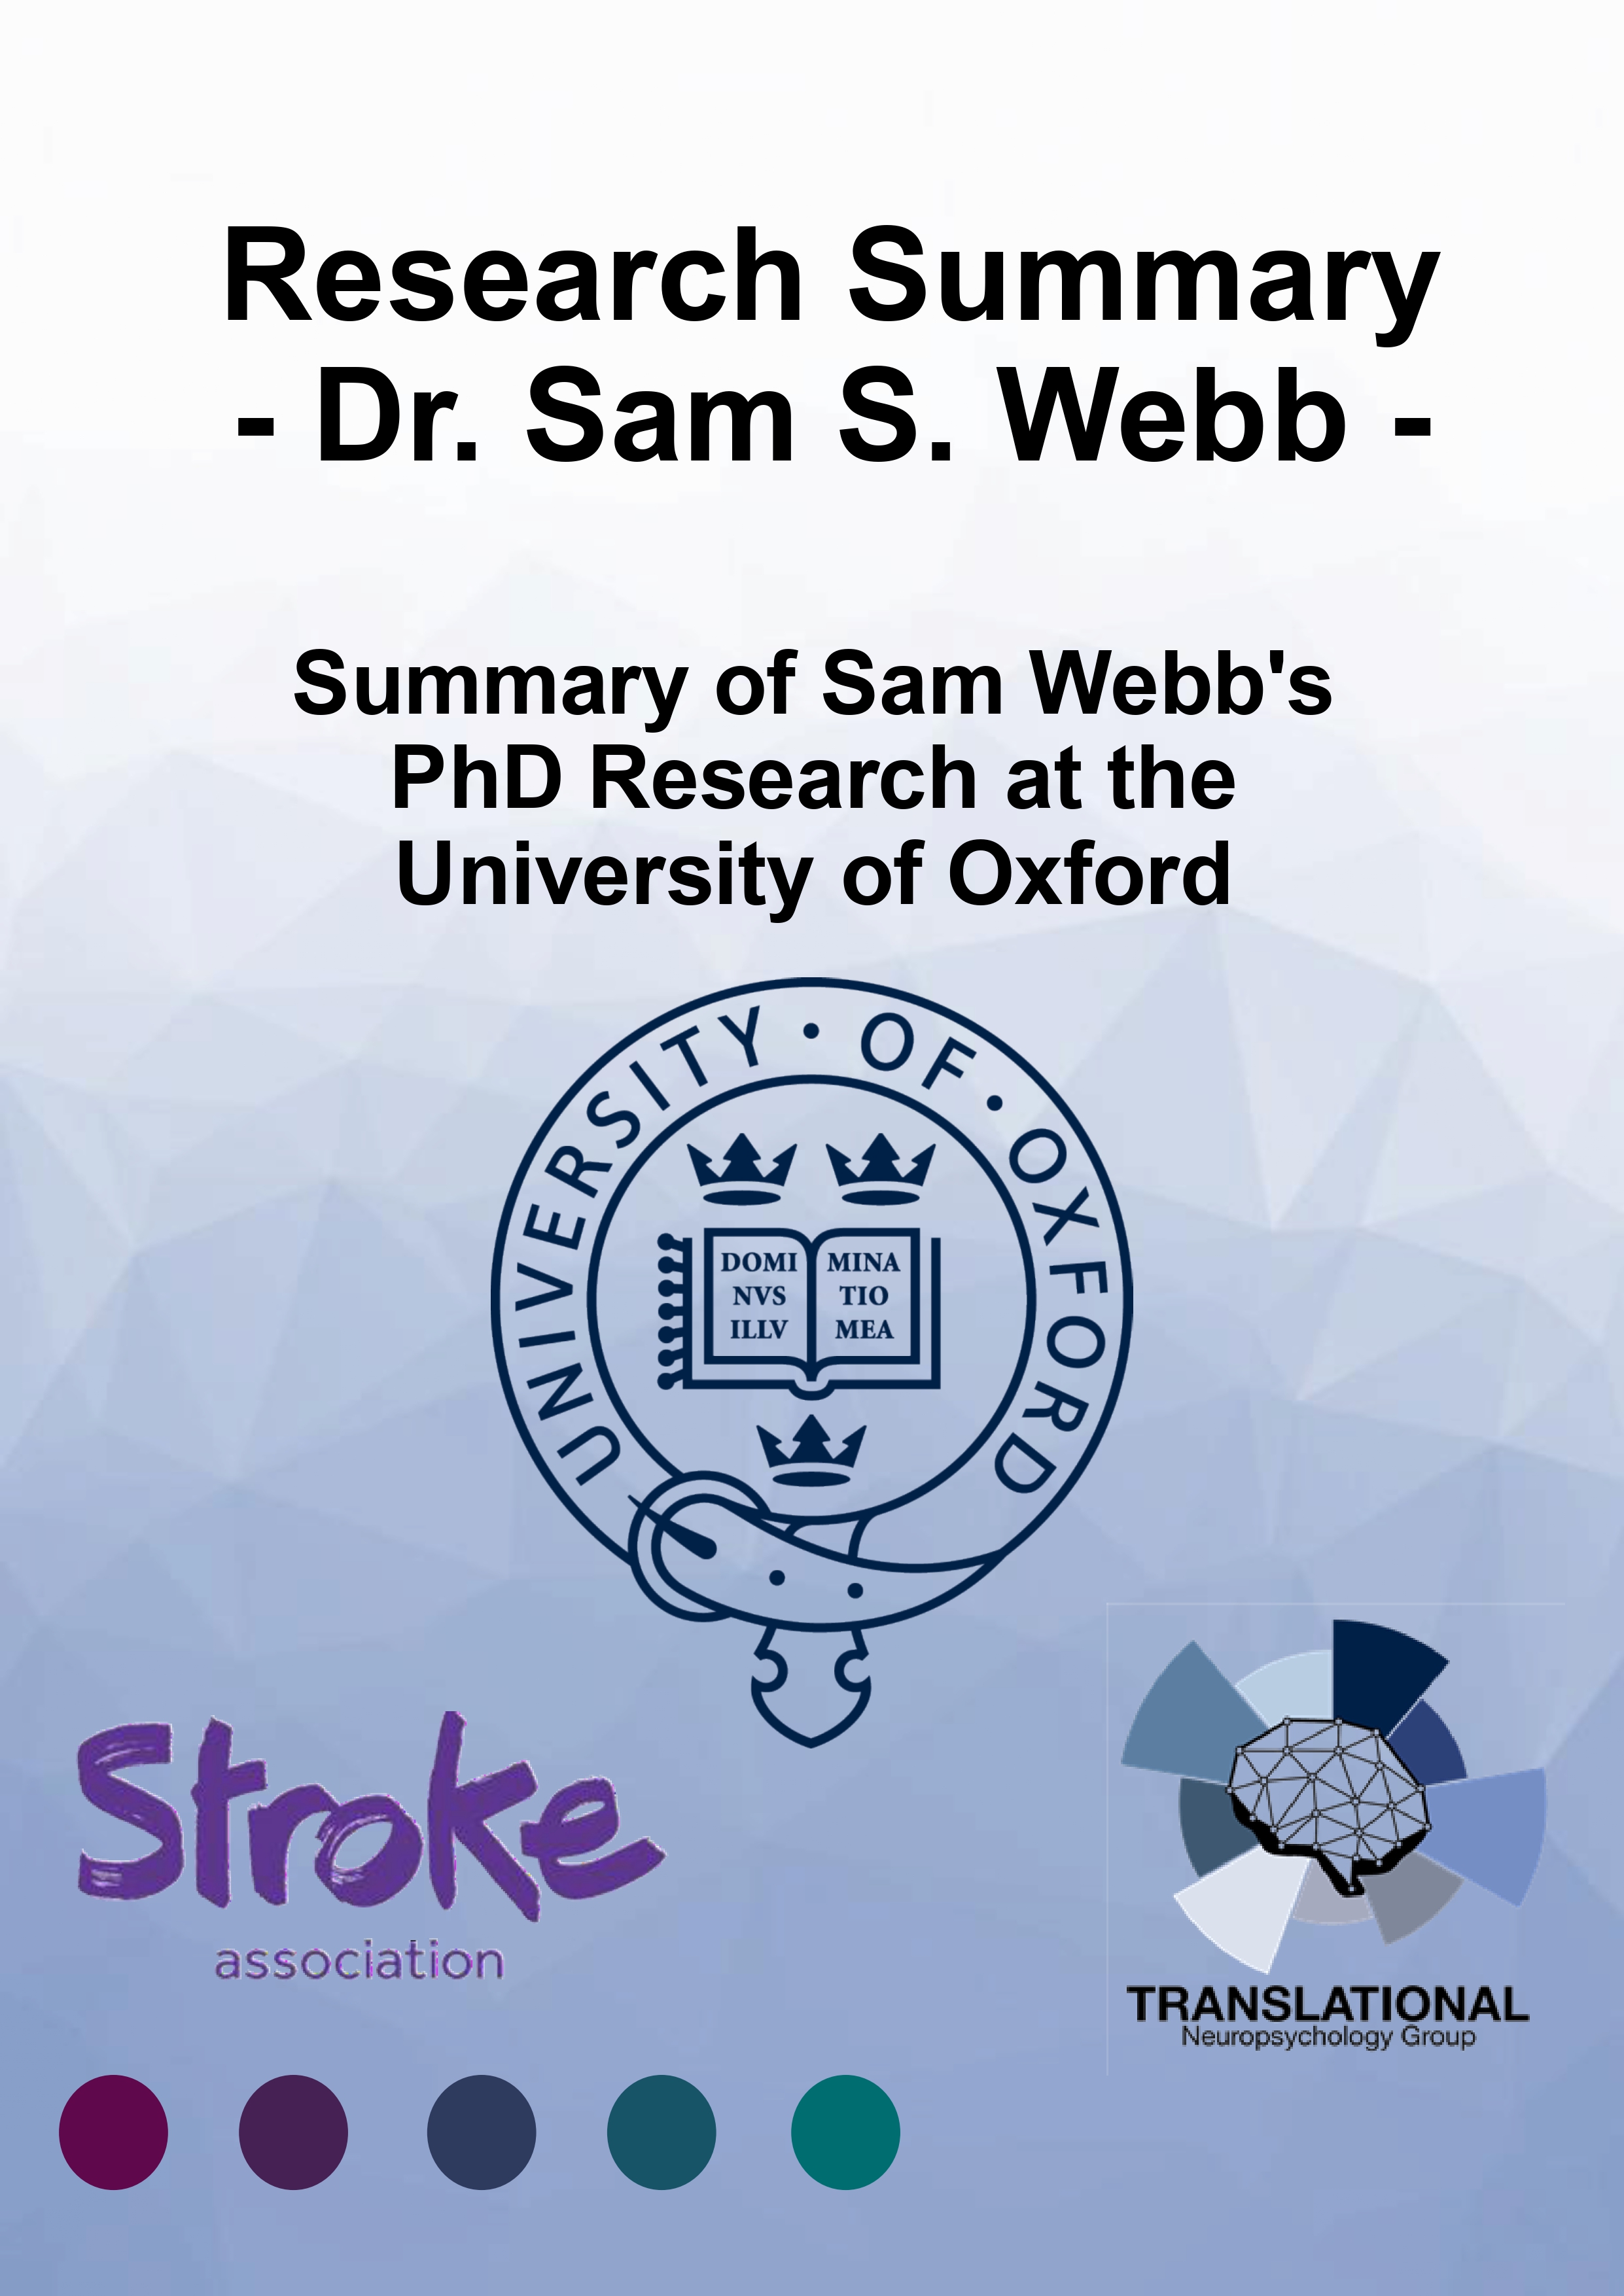 Research Summary
- Dr. Sam S. Webb -
Summary of Sam Webb's
PhD Research at the
University of Oxford
UNIVERSITY · OF · OXFORD
DOMI MINA
NVS TIO
ILLV MEA
Stroke
association
TRANSLATIONAL
Neuropsychology Group